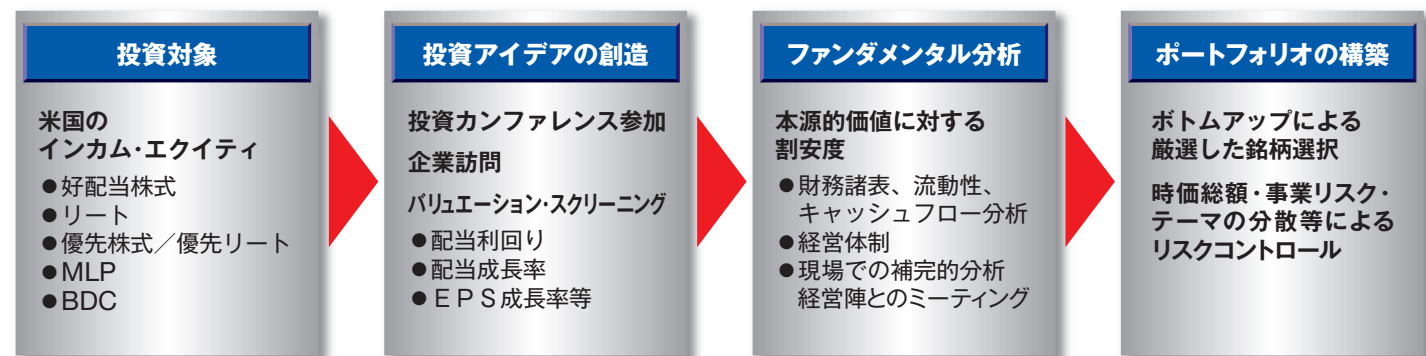 投資対象
米国の
インカム・エクイティ
●好配当株式
●リート
●優先株式／優先リート
●MLP
●BDC
投資アイデアの創造
投資カンファレンス参加
企業訪問
バリュエーション・スクリーニング
●配当利回り
●配当成長率
●ＥＰＳ成長率等
ファンダメンタル分析
本源的価値に対する
割安度
●財務諸表、流動性、
キャッシュフロー分析
●経営体制
●現場での補完的分析
経営陣とのミーティング
ポートフォリオの構築
ボトムアップによる
厳選した銘柄選択
時価総額・事業リスク・
テーマの分散等による
リスクコントロール